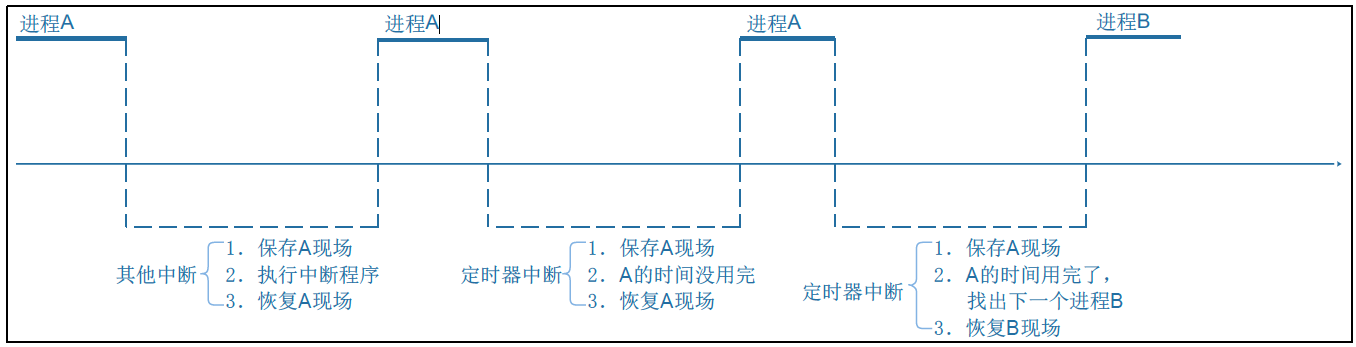 进程A
进程A
进程A
进程B
其他中断
1. 保存A现场
2. 执行中断程序
3. 恢复A现场
定时器中断
1. 保存A现场
2. A的时间没用完
3. 恢复A现场
定时器中断
1. 保存A现场
2. A的时间用完了，
找出下一个进程B
3. 恢复B现场